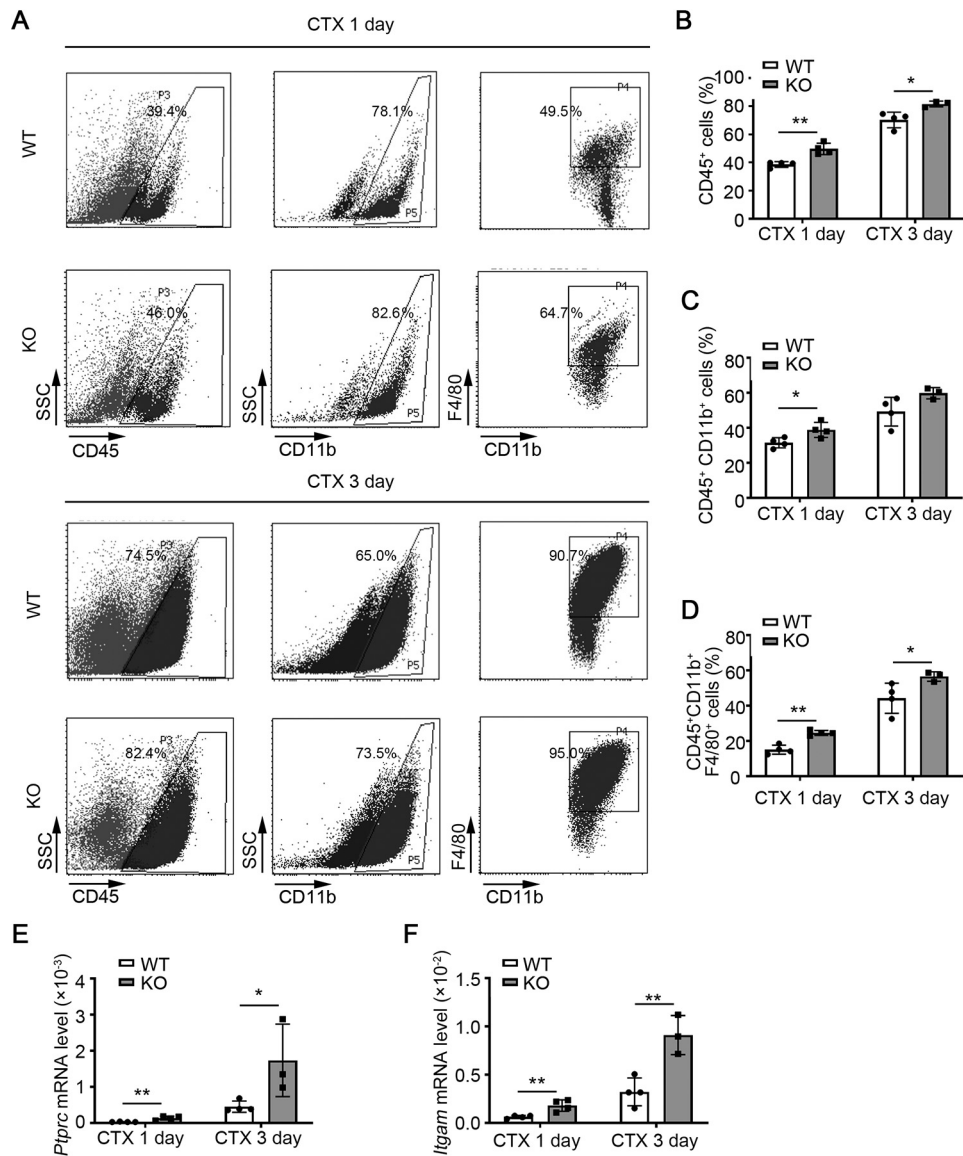 A
CTX 1 day
WT
P3
39.4%
78.1%
P5
49.5%
P4
KO
P3
46.0%
82.6%
P5
64.7%
P4
SSC
CD45
SSC
CD11b
F4/80
CD11b
CTX 3 day
WT
P3
74.5%
65.0%
P5
90.7%
P4
KO
P3
82.4%
73.5%
P5
95.0%
P4
SSC
CD45
SSC
CD11b
F4/80
CD11b
B
WT
KO
CD45⁺ cells (%)
100
80
60
40
20
0
**
*
CTX 1 day
CTX 3 day
C
WT
KO
CD45⁺ CD11b⁺ cells (%)
80
60
40
20
0
*
CTX 1 day
CTX 3 day
D
WT
KO
CD45⁺CD11b⁺
F4/80⁺ cells (%)
80
60
40
20
0
**
*
CTX 1 day
CTX 3 day
E
WT
KO
Ptprc mRNA level (×10⁻³)
4
3
2
1
0
**
*
CTX 1 day
CTX 3 day
F
WT
KO
Itgam mRNA level (×10⁻²)
1.5
1.0
0.5
0.0
**
**
CTX 1 day
CTX 3 day